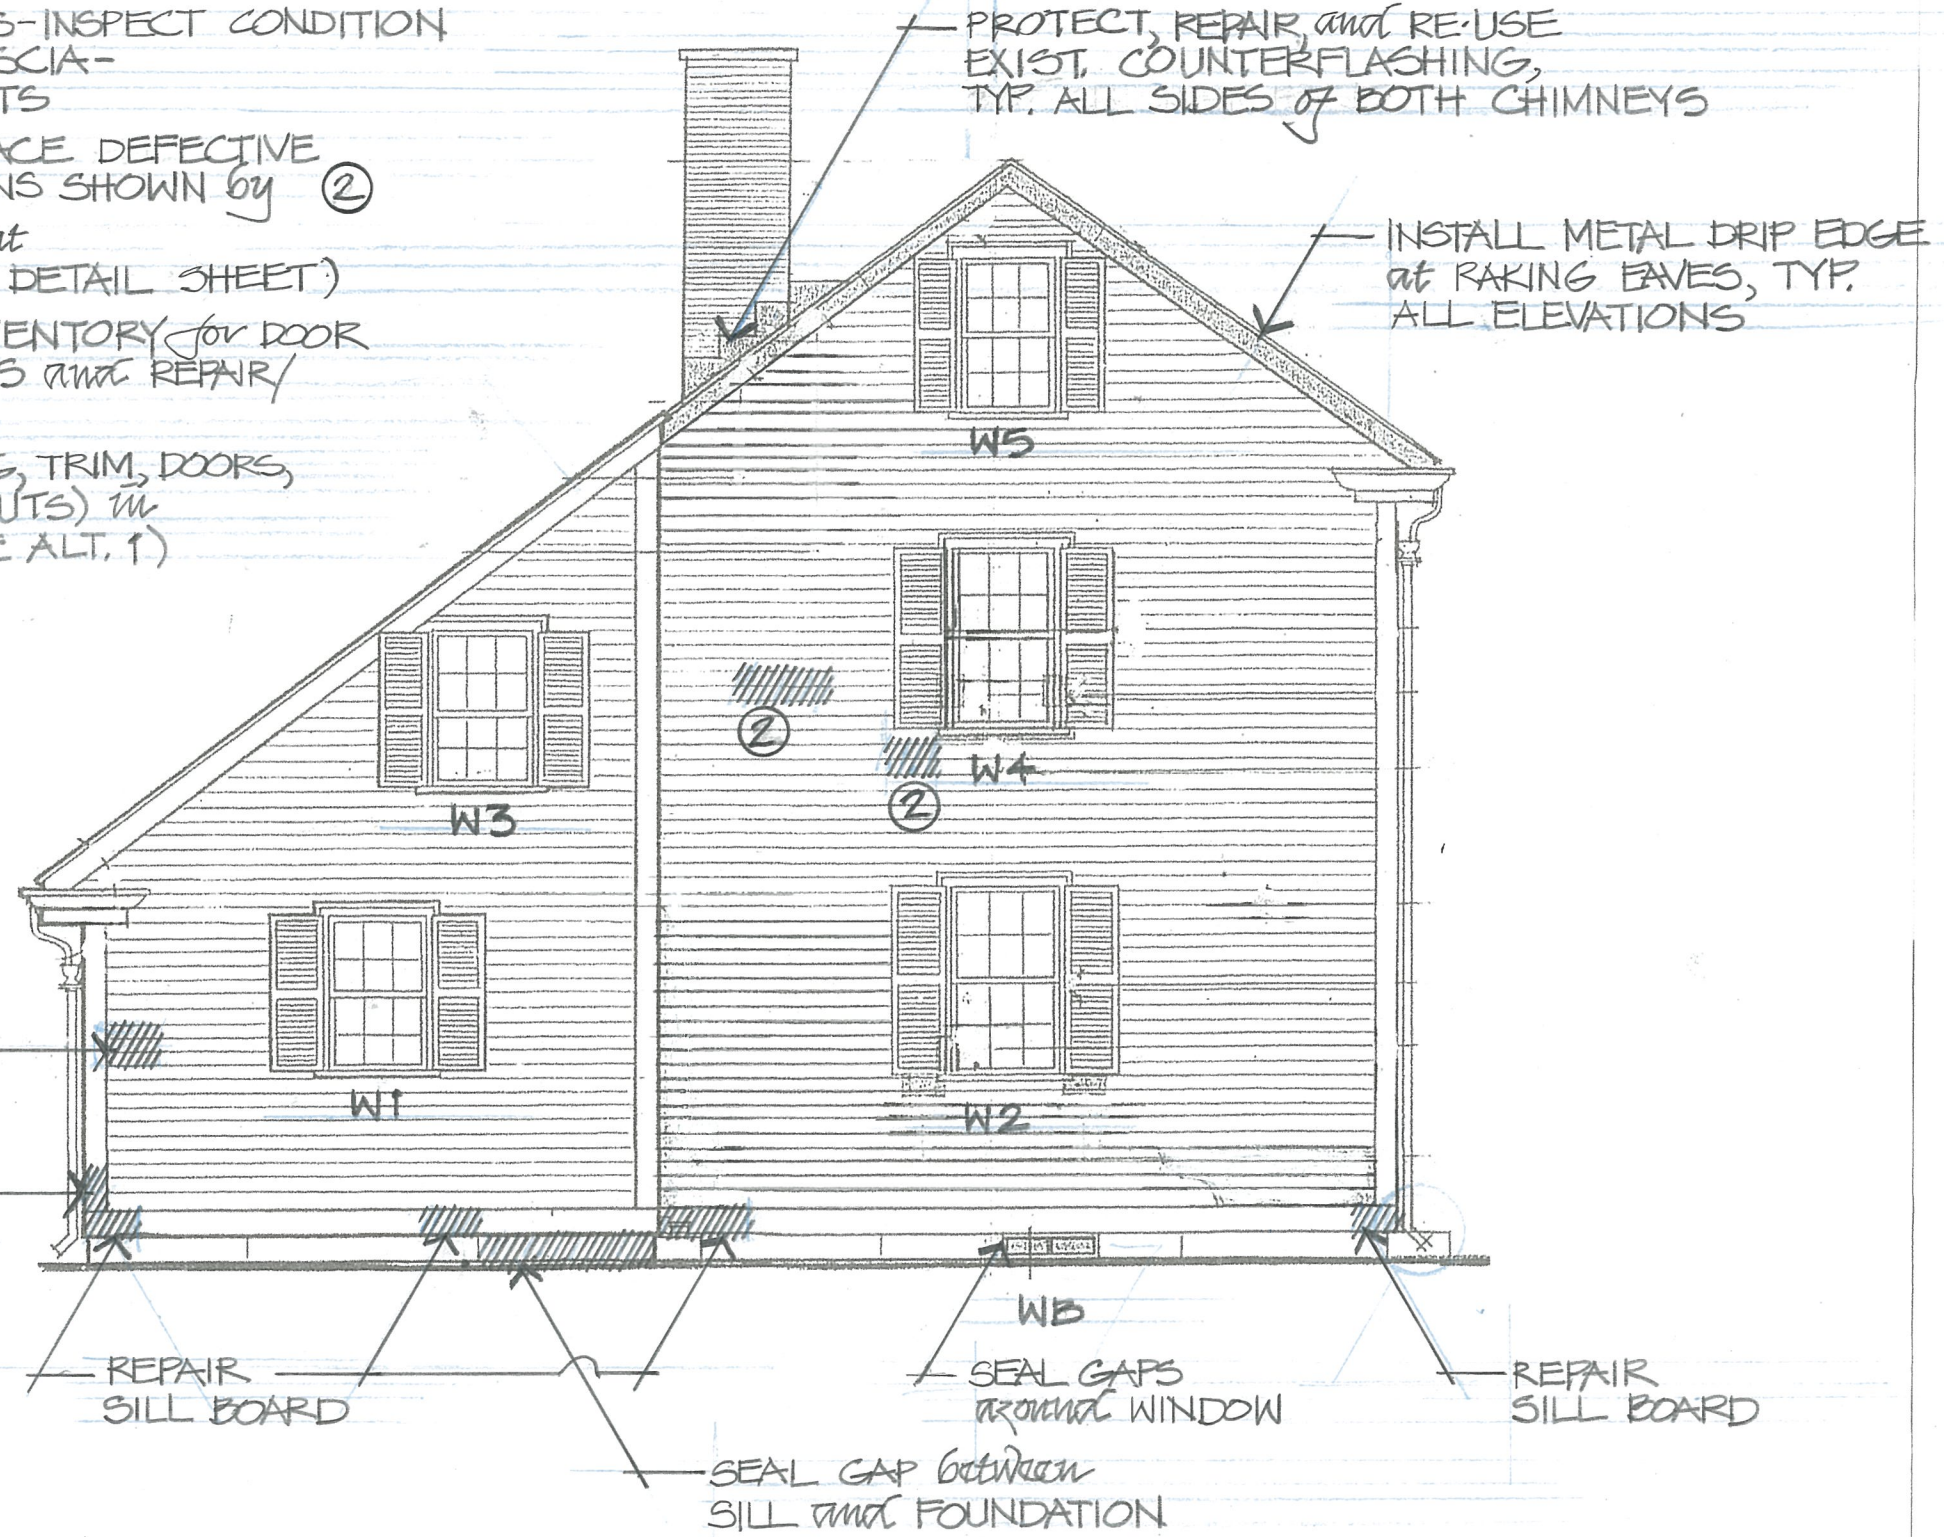 S-INSPECT CONDITION
SCIA-
TS
ACE DEFECTIVE
NS SHOWN by ②
at
DETAIL SHEET)
ENTORY for DOOR
S and REPAIR/
G, TRIM, DOORS,
UTS) in
E ALT. 1)
PROTECT, REPAIR, and RE-USE
EXIST. COUNTERFLASHING,
TYP. ALL SIDES of BOTH CHIMNEYS
INSTALL METAL DRIP EDGE
at RAKING EAVES, TYP.
ALL ELEVATIONS
W5
②
W4
②
W3
W1
W2
WB
REPAIR
SILL BOARD
SEAL GAP between
SILL and FOUNDATION
SEAL GAPS
around WINDOW
REPAIR
SILL BOARD